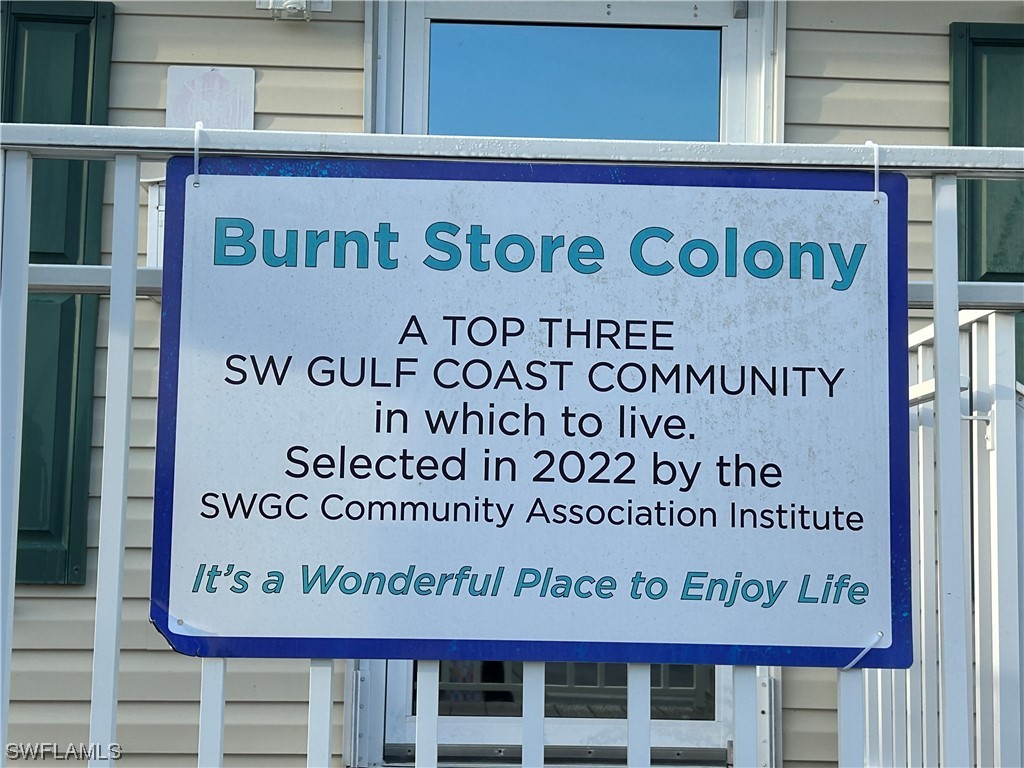 Burnt Store Colony
A TOP THREE
SW GULF COAST COMMUNITY
in which to live.
Selected in 2022 by the
SWGC Community Association Institute
It's a Wonderful Place to Enjoy Life
SWFLAMLS